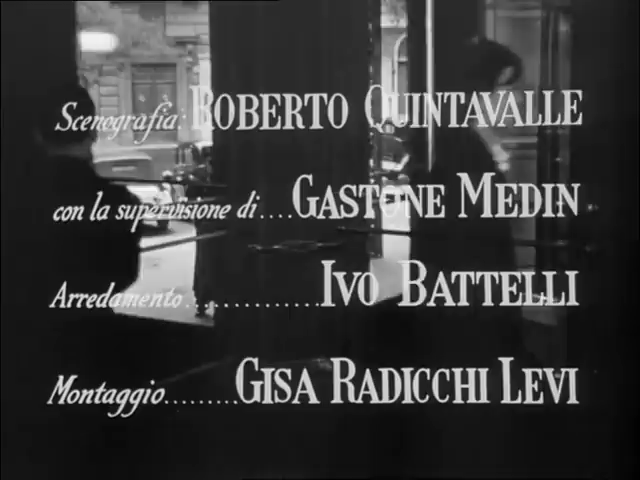 Scenografia: ROBERTO QUINTAVALLE
con la supervisione di....GASTONE MEDIN
Arredamento..............IVO BATTELLI
Montaggio.........GISA RADICCHI LEVI